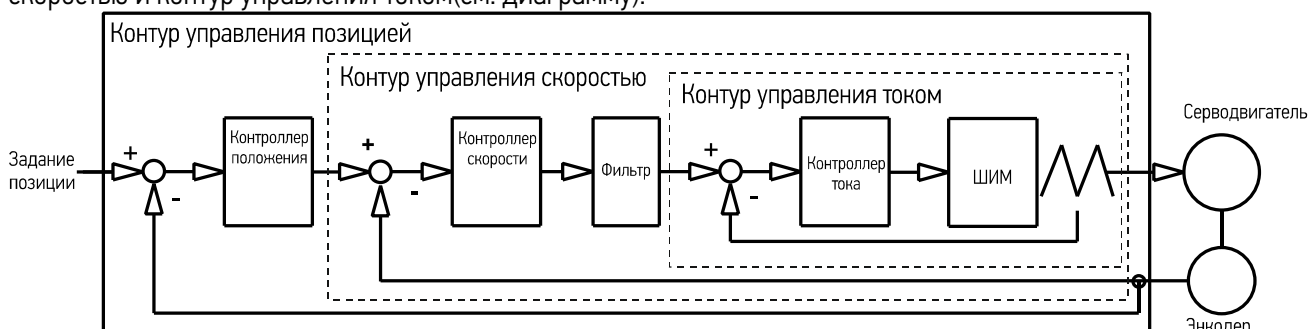 скоростью и контур управления током(см. диаграмму).
Контур управления позицией
Контур управления скоростью
Контур управления током
Серводвигатель
Задание
позиции
+
-
Контроллер
положения
+
-
Контроллер
скорости
Фильтр
+
-
Контроллер
тока
ШИМ
Энкодер